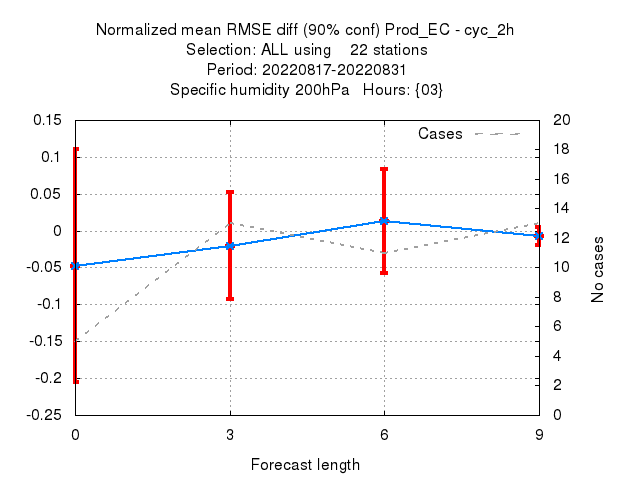 Normalized mean RMSE diff (90% conf) Prod_EC - cyc_2h
Selection: ALL using    22 stations
Period: 20220817-20220831
Specific humidity 200hPa   Hours: {03}
Cases
0.15
0.1
0.05
0
-0.05
-0.1
-0.15
-0.2
-0.25
20
18
16
14
12
10
8
6
4
2
0
No cases
0 3 6 9
Forecast length